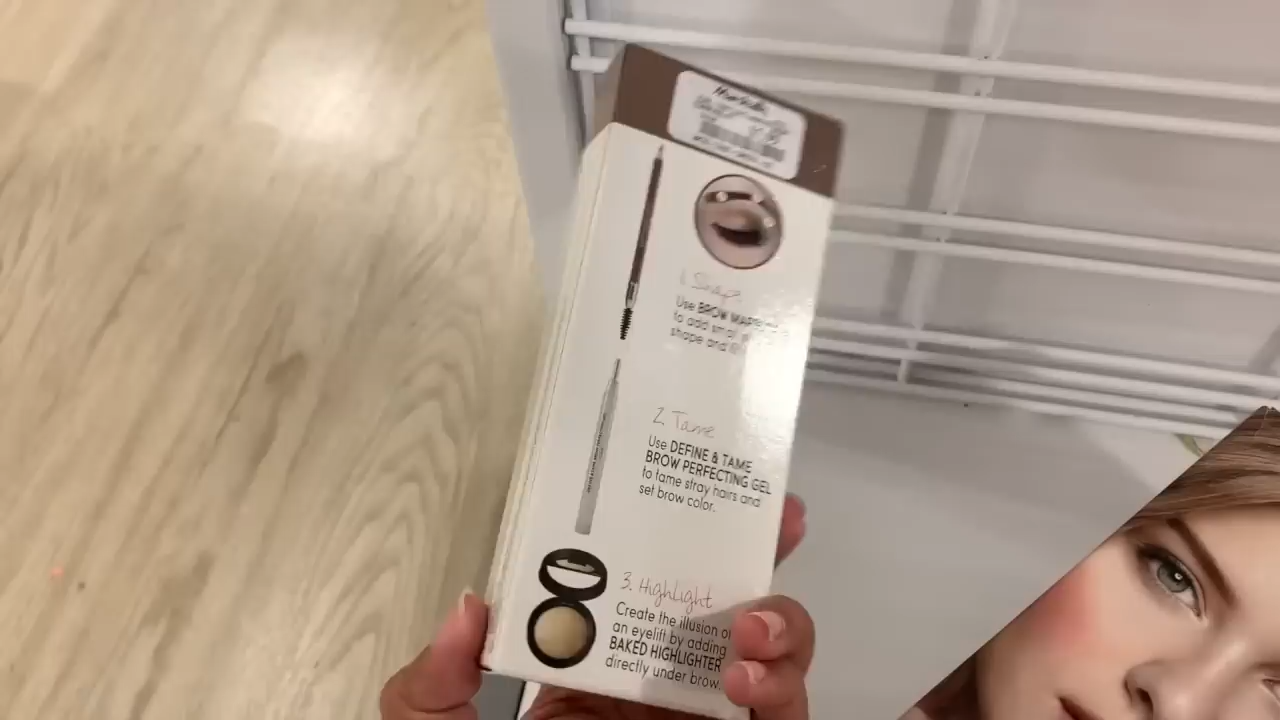 1. Shape
Use BROW
to add
shape and
2. Tame
Use DEFINE & TAME
BROW PERFECTING GEL
to tame stray hairs and
set brow color.
3. Highlight
Create the illusion of
an eyelift by adding
BAKED HIGHLIGHTER
directly under brow.